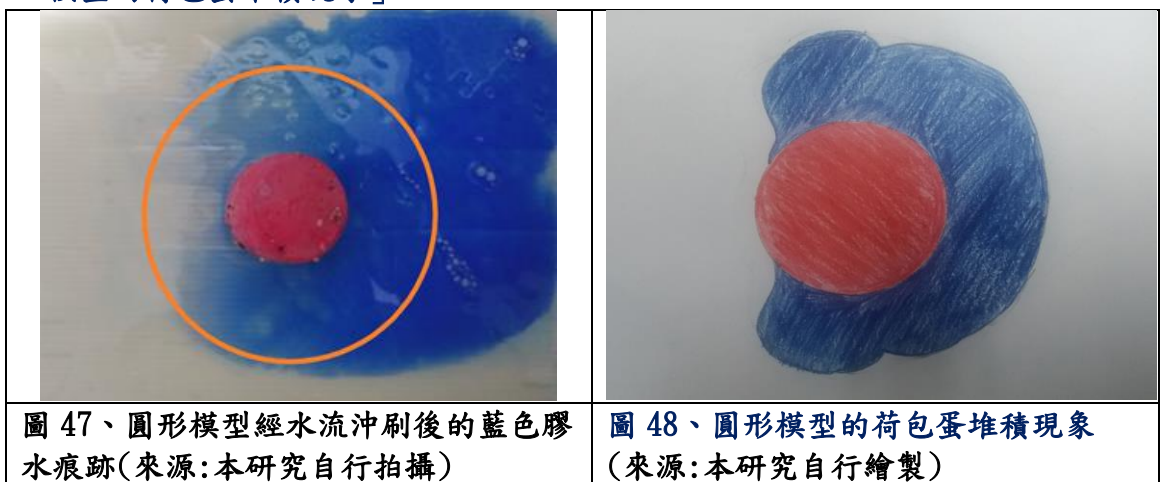 圖 47、圓形模型經水流沖刷後的藍色膠
水痕跡(來源:本研究自行拍攝)
圖 48、圓形模型的荷包蛋堆積現象
(來源:本研究自行繪製)